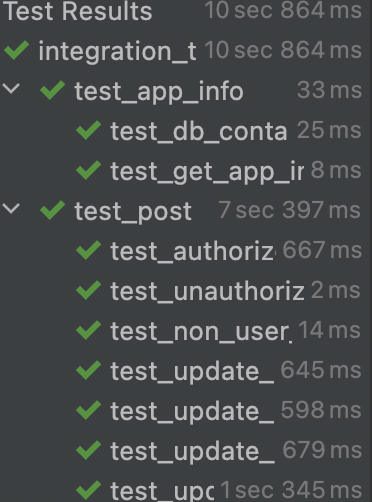 Test Results 10 sec 864 ms
integration_t 10 sec 864 ms
test_app_info 33 ms
test_db_conta 25 ms
test_get_app_ir 8 ms
test_post 7 sec 397 ms
test_authoriz 667 ms
test_unauthoriz 2 ms
test_non_user_ 14 ms
test_update_ 645 ms
test_update_ 598 ms
test_update_ 679 ms
test_upc 1 sec 345 ms